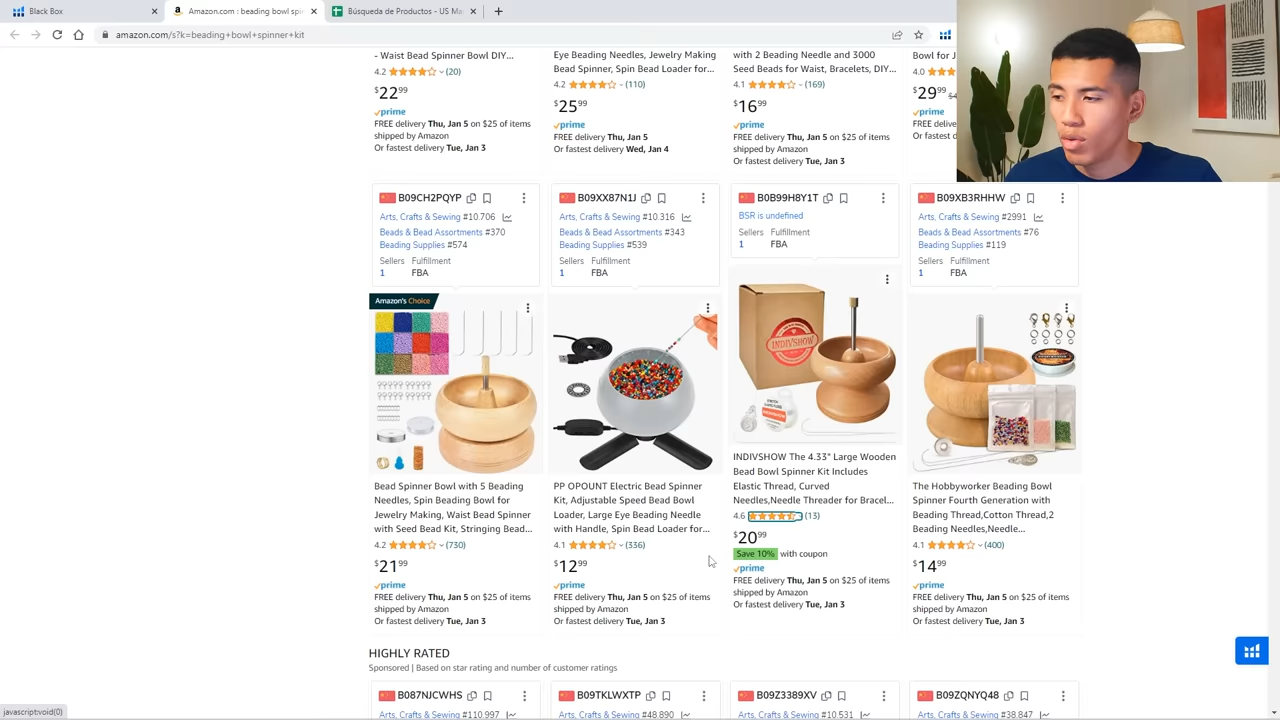 Black Box
Amazon.com : beading bowl spin
Búsqueda de Productos - US Ma
amazon.com/s?k=beading+bowl+spinner+kit
- Waist Bead Spinner Bowl DIY...
4.2 (20)
$22 99
prime
FREE delivery Thu, Jan 5 on $25 of items
shipped by Amazon
Or fastest delivery Tue, Jan 3
Eye Beading Needles, Jewelry Making
Bead Spinner, Spin Bead Loader for...
4.2 (110)
$25 99
prime
FREE delivery Thu, Jan 5
Or fastest delivery Wed, Jan 4
with 2 Beading Needle and 3000
Seed Beads for Waist, Bracelets, DIY...
4.1 (169)
$16 99
prime
FREE delivery Thu, Jan 5 on $25 of items
shipped by Amazon
Or fastest delivery Tue, Jan 3
Bowl for J
4.0
$29 99
prime
FREE delivery
Or fastest d
B09CH2PQYP
Arts, Crafts & Sewing #10.706
Beads & Bead Assortments #370
Beading Supplies #574
Sellers Fulfillment
1 FBA
B09XX87N1J
Arts, Crafts & Sewing #10.316
Beads & Bead Assortments #343
Beading Supplies #539
Sellers Fulfillment
1 FBA
B0B99H8Y1T
BSR is undefined
Sellers Fulfillment
1 FBA
B09XB3RHHW
Arts, Crafts & Sewing #2991
Beads & Bead Assortments #76
Beading Supplies #119
Sellers Fulfillment
1 FBA
Amazon's Choice
Bead Spinner Bowl with 5 Beading
Needles, Spin Beading Bowl for
Jewelry Making, Waist Bead Spinner
with Seed Bead Kit, Stringing Bead...
4.2 (730)
$21 99
prime
FREE delivery Thu, Jan 5 on $25 of items
shipped by Amazon
Or fastest delivery Tue, Jan 3
PP OPOUNT Electric Bead Spinner
Kit, Adjustable Speed Bead Bowl
Loader, Large Eye Beading Needle
with Handle, Spin Bead Loader for...
4.1 (336)
$12 99
prime
FREE delivery Thu, Jan 5 on $25 of items
shipped by Amazon
Or fastest delivery Tue, Jan 3
INDIVSHOW
INDIVSHOW The 4.33" Large Wooden
Bead Bowl Spinner Kit Includes
Elastic Thread, Curved
Needles,Needle Threader for Bracel...
4.6 (13)
$20 99
Save 10% with coupon
prime
FREE delivery Thu, Jan 5 on $25 of items
shipped by Amazon
Or fastest delivery Tue, Jan 3
The Hobbyworker Beading Bowl
Spinner Fourth Generation with
Beading Thread,Cotton Thread,2
Beading Needles,Needle...
4.1 (400)
$14 99
prime
FREE delivery Thu, Jan 5 on $25 of items
shipped by Amazon
Or fastest delivery Tue, Jan 3
HIGHLY RATED
Sponsored | Based on star rating and number of customer ratings
B087NJCWHS
Arts, Crafts & Sewing #110.997
B09TKLWXTP
Arts, Crafts & Sewing #48.890
B09Z3389XV
Arts, Crafts & Sewing #10.531
B09ZQNYQ48
Arts, Crafts & Sewing #38.847
javascript:void(0)